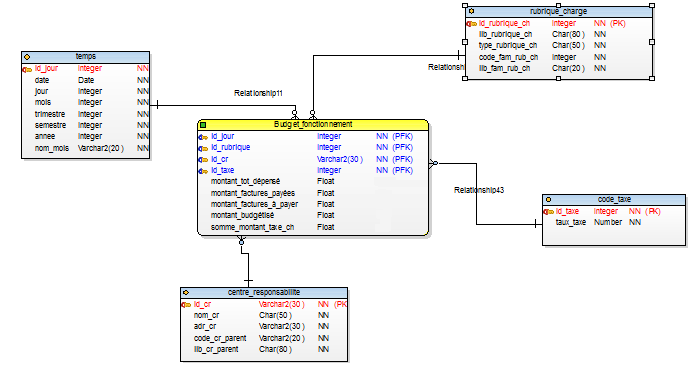 rubrique_charge
id_rubrique_ch Integer NN (PK)
lib_rubrique_ch Char(80) NN
type_rubrique_ch Char(50) NN
code_fam_rub_ch Integer NN
lib_fam_rub_ch Char(20) NN
Relationship
temps
id_jour Integer NN
date Date NN
jour Integer NN
mois Integer NN
trimestre Integer NN
semestre Integer NN
annee Integer NN
nom_mois Varchar2(20) NN
Relationship11
Budget_fonctionnement
id_jour Integer NN (PFK)
id_rubrique Integer NN (PFK)
id_cr Varchar2(30) NN (PFK)
id_taxe Integer NN (PFK)
montant_tot_dépensé Float
montant_factures_payées Float
montant_factures_à_payer Float
montant_budgétisé Float
somme_montant_taxe_ch Float
Relationship43
code_taxe
id_taxe Integer NN (PK)
taux_taxe Number NN
centre_responsabilite
id_cr Varchar2(30) NN (PK
nom_cr Char(50) NN
adr_cr Varchar2(30) NN
code_cr_parent Varchar2(20) NN
lib_cr_parent Char(80) NN